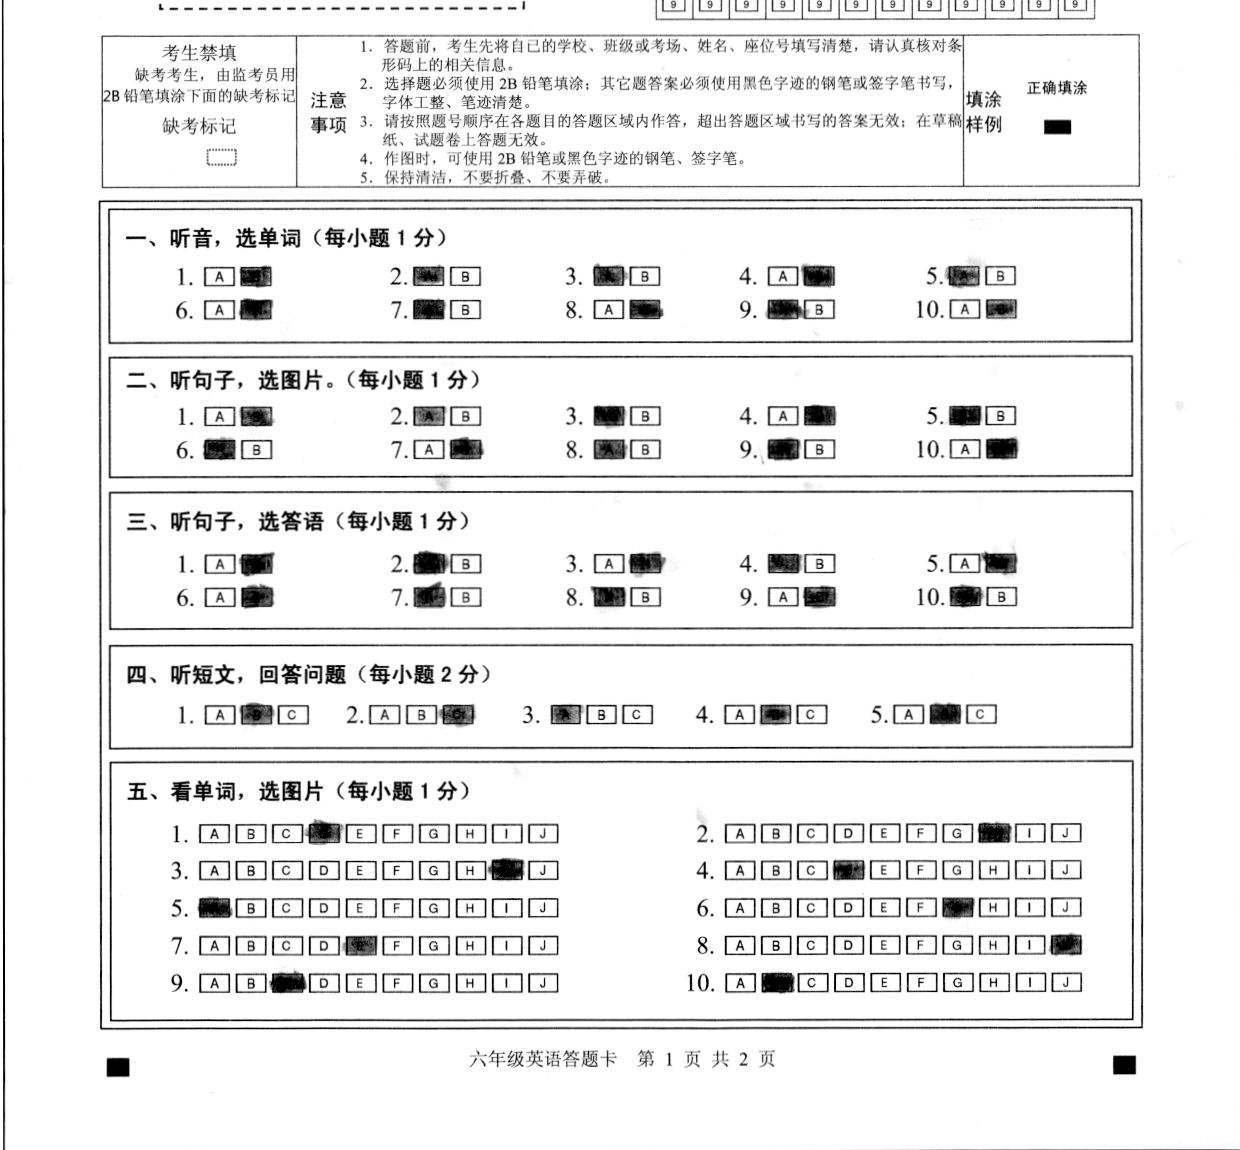 9 9 9 9 9 9 9 9 9 9 9 9
考生禁填
缺考考生，由监考员用
2B 铅笔填涂下面的缺考标记
缺考标记
注意
事项
1. 答题前，考生先将自己的学校、班级或考场、姓名、座位号填写清楚，请认真核对条
形码上的相关信息。
2. 选择题必须使用 2B 铅笔填涂；其它题答案必须使用黑色字迹的钢笔或签字笔书写，
字体工整、笔迹清楚。
3. 请按照题号顺序在各题目的答题区域内作答，超出答题区域书写的答案无效；在草稿
纸、试题卷上答题无效。
4. 作图时，可使用 2B 铅笔或黑色字迹的钢笔、签字笔。
5. 保持清洁，不要折叠、不要弄破。
填涂
样例
正确填涂
一、听音，选单词（每小题 1 分）
1. A 2. A B 3. A B 4. A 5. A B
6. A 7. A B 8. A 9. B 10. A
二、听句子，选图片。（每小题 1 分）
1. A 2. A B 3. B 4. A 5. B
6. B 7. A 8. A B 9. B 10. A
三、听句子，选答语（每小题 1 分）
1. A 2. B 3. A 4. B 5. A
6. A 7. B 8. B 9. A 10. B
四、听短文，回答问题（每小题 2 分）
1. A B C 2. A B C 3. A B C 4. A B C 5. A C
五、看单词，选图片（每小题 1 分）
1. A B C E F G H I J 2. A B C D E F G I J
3. A B C D E F G H J 4. A B C E F G H I J
5. B C D E F G H I J 6. A B C D E F H I J
7. A B C D E F G H I J 8. A B C D E F G H I
9. A B D E F G H I J 10. A C D E F G H I J
六年级英语答题卡 第 1 页 共 2 页